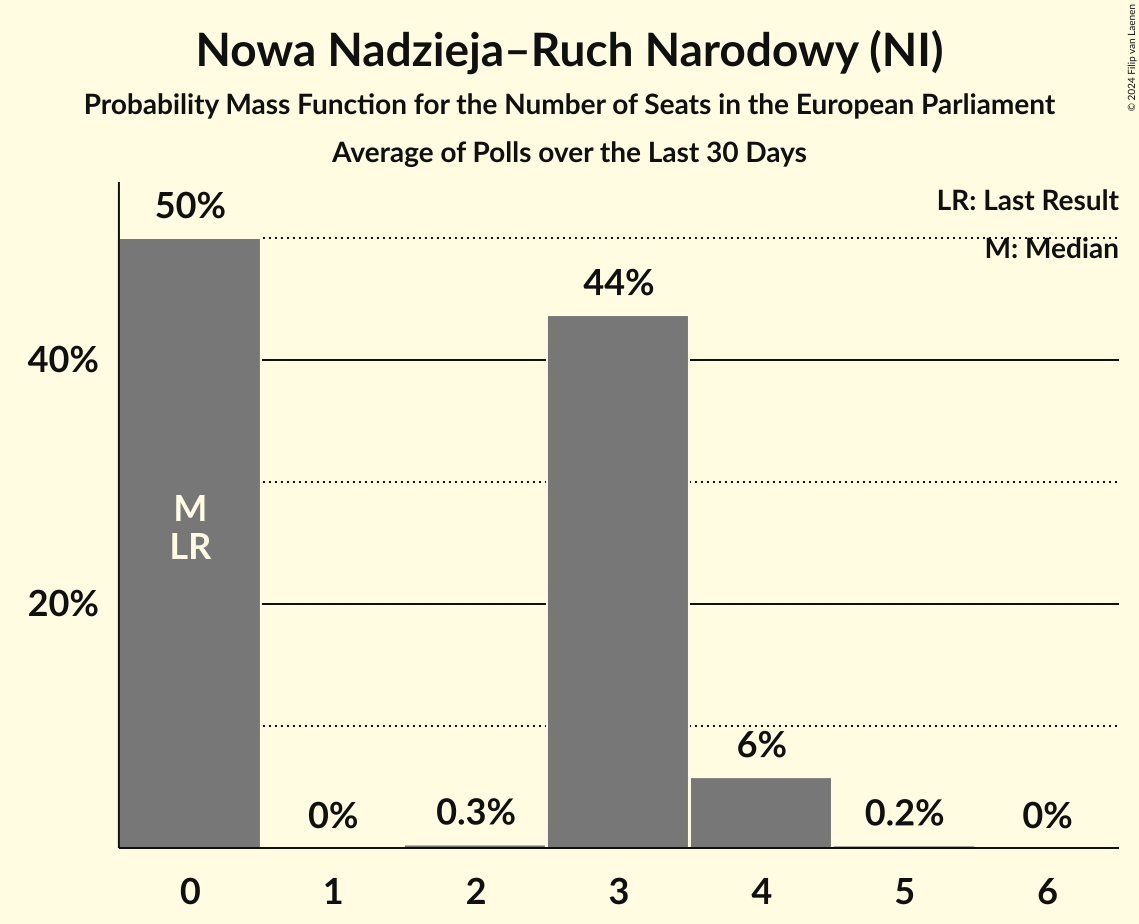 Nowa Nadzieja–Ruch Narodowy (NI)
Probability Mass Function for the Number of Seats in the European Parliament
Average of Polls over the Last 30 Days
© 2024 Filip van Laenen
LR: Last Result
M: Median
50%
44%
40%
M
LR
20%
6%
0%
0.3%
0.2%
0%
0 1 2 3 4 5 6